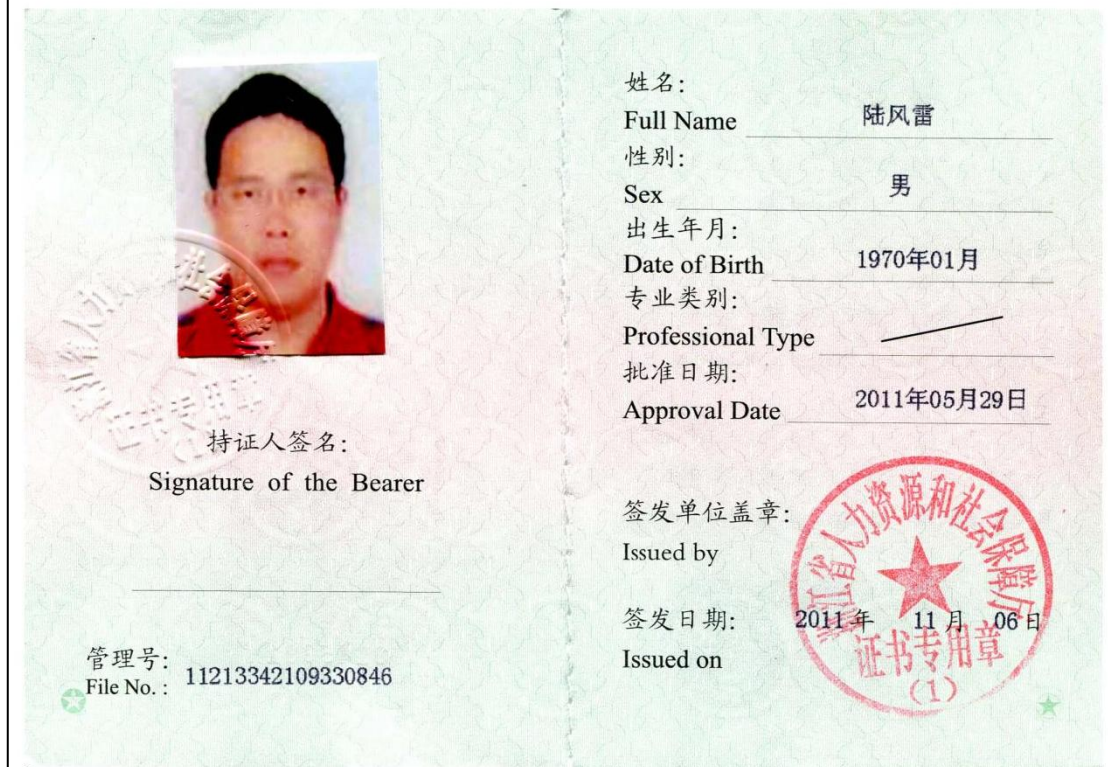 持证人签名:
Signature of the Bearer
管理号:
File No. :
11213342109330846
姓名:
Full Name
陆风雷
性别:
Sex
男
出生年月:
Date of Birth
1970年01月
专业类别:
Professional Type
批准日期:
Approval Date
2011年05月29日
签发单位盖章:
Issued by
浙江省人力资源和社会保障厅
证书专用章
(1)
签发日期:
Issued on
2011年 11月 06日